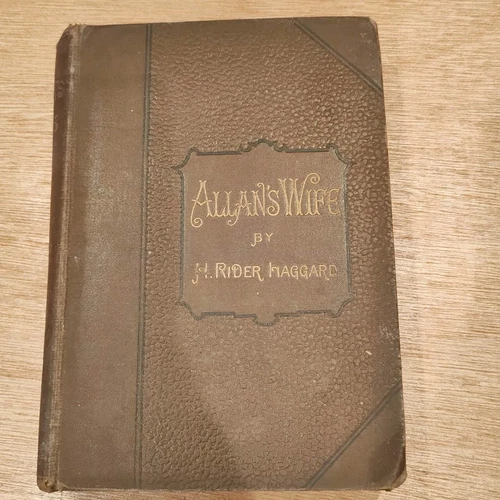 ALLAN'S WIFE
BY
H. RIDER HAGGARD